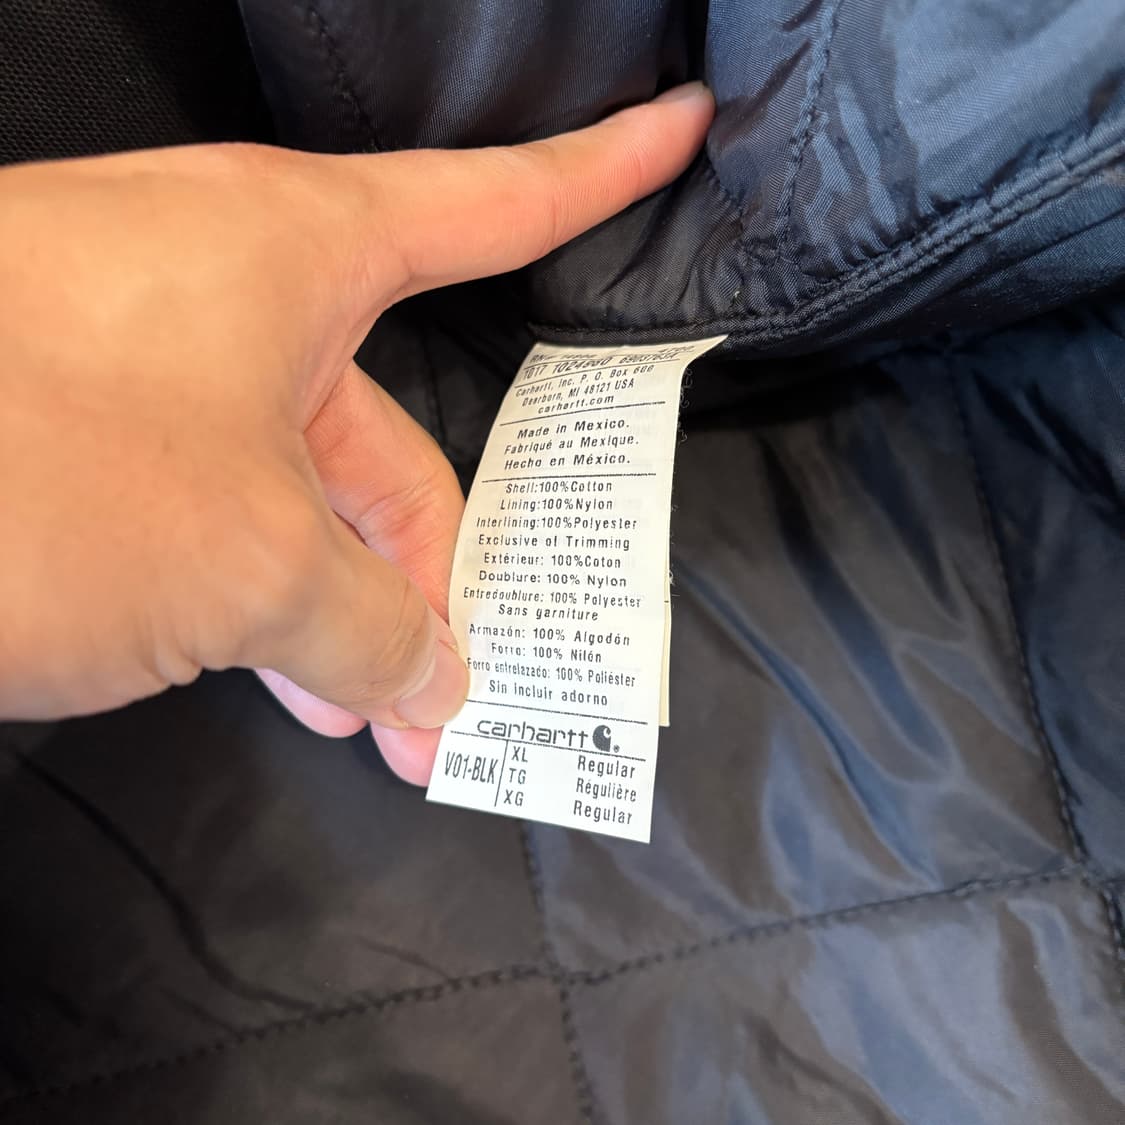 1017 1024530
Carhartt, Inc. P. O. Box 600
Dearborn, MI 48121 USA
carhartt.com
Made in Mexico.
Fabriqué au Mexique.
Hecho en México.
Shell:100%Cotton
Lining:100%Nylon
Interlining:100%Polyester
Exclusive of Trimming
Extérieur: 100%Coton
Doublure: 100% Nylon
Entredoublure: 100% Polyester
Sans garniture
Armazón: 100% Algodón
Forro: 100% Nilón
Forro entrelazado: 100% Poliéster
Sin incluir adorno
carhartt
V01-BLK
XL Regular
TG Régulière
XG Regular